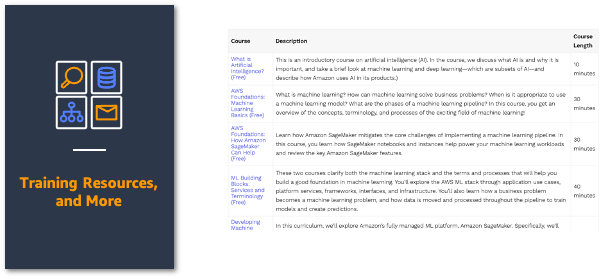 Training Resources,
and More
Course
Description
Course
Length
What is
Artificial
Intelligence?
(Free)
This is an introductory course on artificial intelligence (AI). In the course, we discuss what AI is and why it is
important, and take a brief look at machine learning and deep learning—which are subsets of AI—and
describe how Amazon uses AI in its products.)
10
minutes
AWS
Foundations:
Machine
Learning
Basics (Free)
What is machine learning? How can machine learning solve business problems? When is it appropriate to use
a machine learning model? What are the phases of a machine learning pipeline? In this course, you get an
overview of the concepts, terminology, and processes of the exciting field of machine learning!
30
minutes
AWS
Foundations:
How Amazon
SageMaker
Can Help
(Free)
Learn how Amazon SageMaker mitigates the core challenges of implementing a machine learning pipeline. In
this course, you learn how SageMaker notebooks and instances help power your machine learning workloads
and review the key Amazon SageMaker features.
30
minutes
ML Building
Blocks
Services and
Terminology
(Free)
These two courses clarify both the machine learning stack and the terms and processes that will help you
build a good foundation in machine learning. You'll explore the AWS ML stack through application use cases,
platform services, frameworks, interfaces, and infrastructure. You'll also learn how a business problem
becomes a machine learning problem, and how data is moved and processed throughout the pipeline to train
models and create predictions.
40
minutes
Developing
Machine
In this curriculum, we'll explore Amazon's fully managed ML platform, Amazon SageMaker. Specifically, we'll